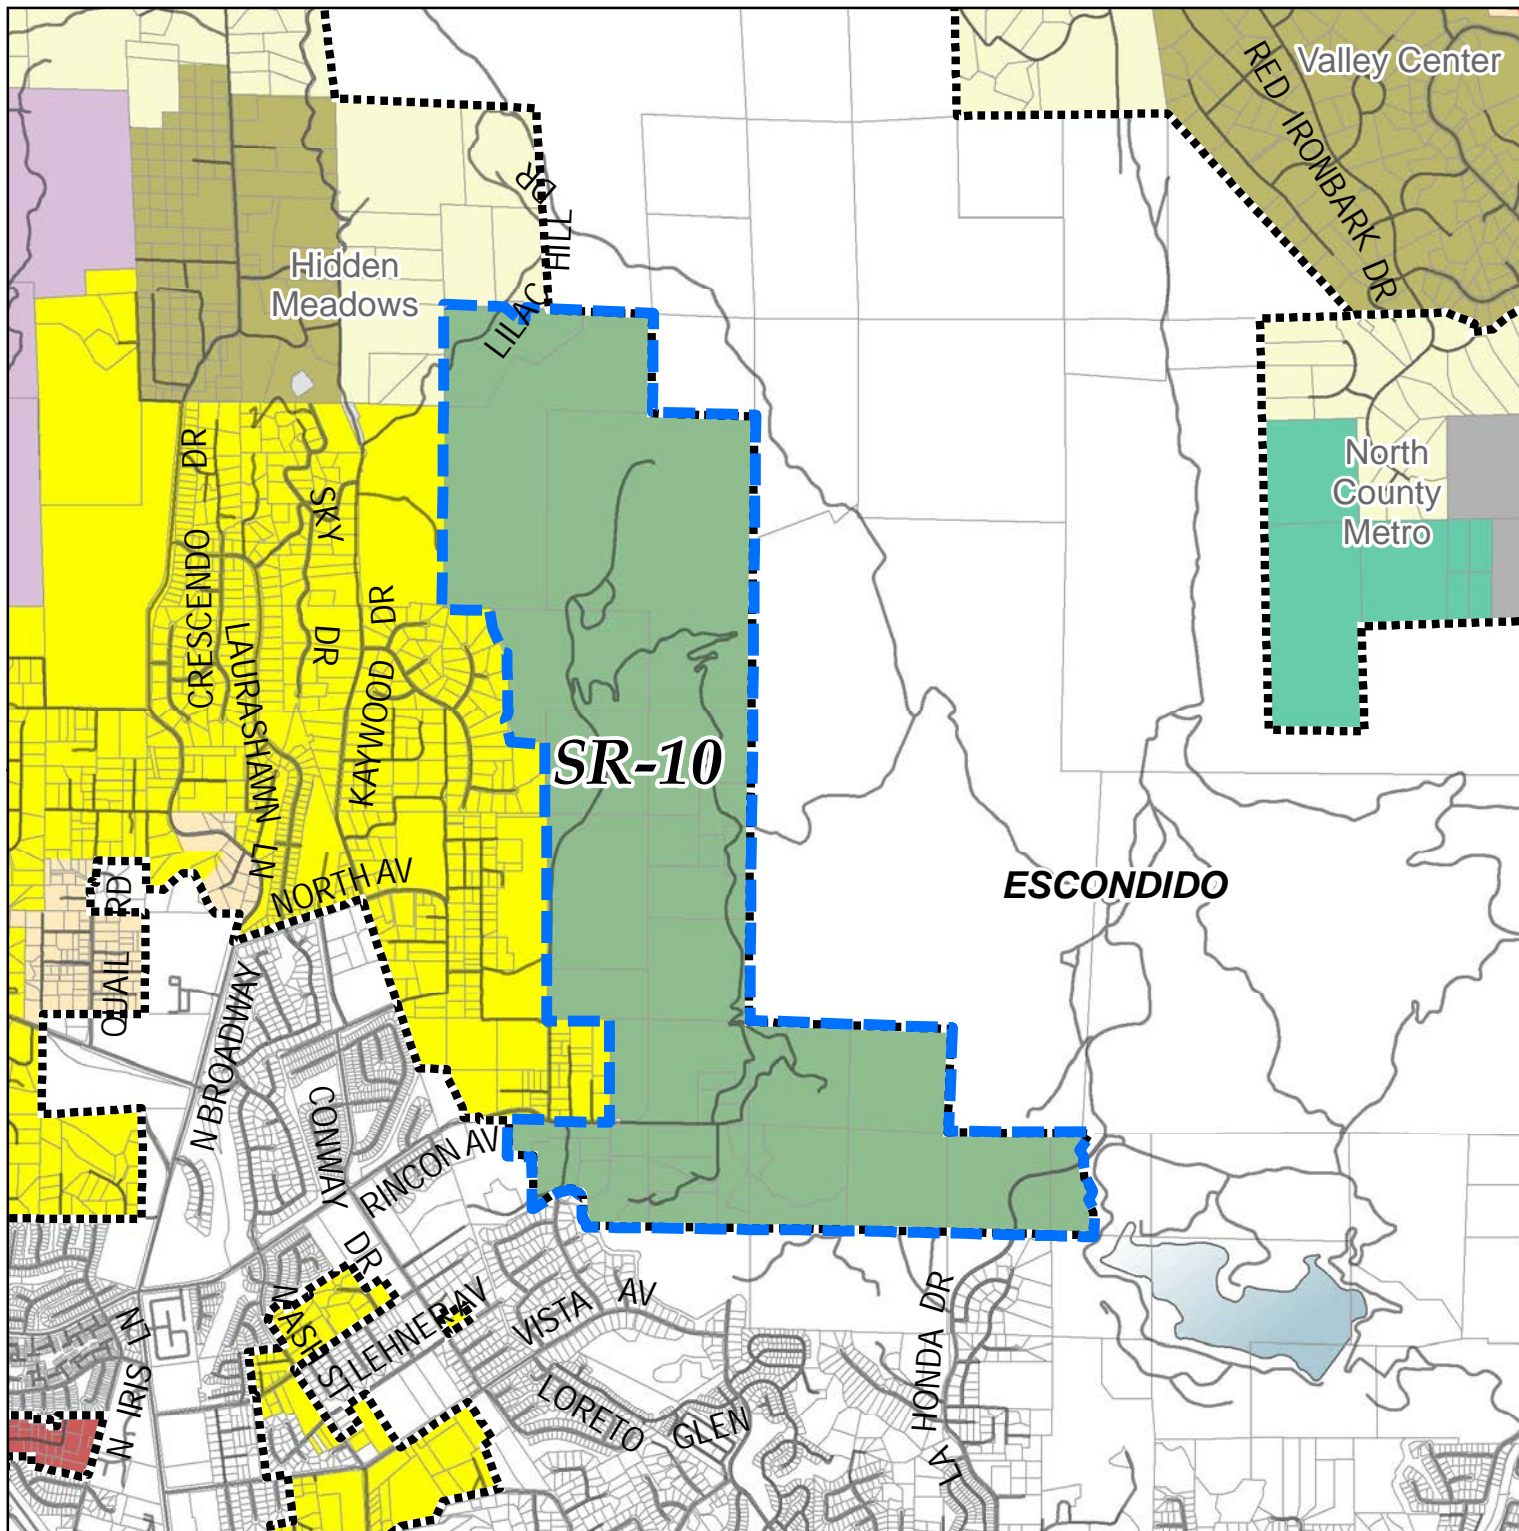 Valley Center
RED IRONBARK DR
Hidden
Meadows
LILAC HILL DR
North
County
Metro
CRESCENDO DR
SKY DR
LAURASHAWN LN
KAYWOOD DR
SR-10
ESCONDIDO
NORTH AV
QUAIL RD
N BROADWAY
CONWAY DR
RINCON AV
N ASH ST
LEHNER AV
VISTA AV
N IRIS LN
LORETO GLEN
LA HONDA DR